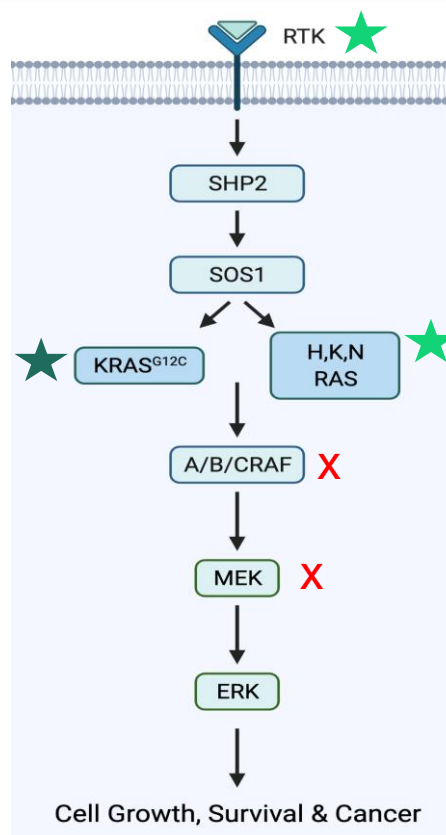 RTK
SHP2
SOS1
KRASᴳ¹²ᶜ
H,K,N
RAS
A/B/CRAF X
MEK X
ERK
Cell Growth, Survival & Cancer